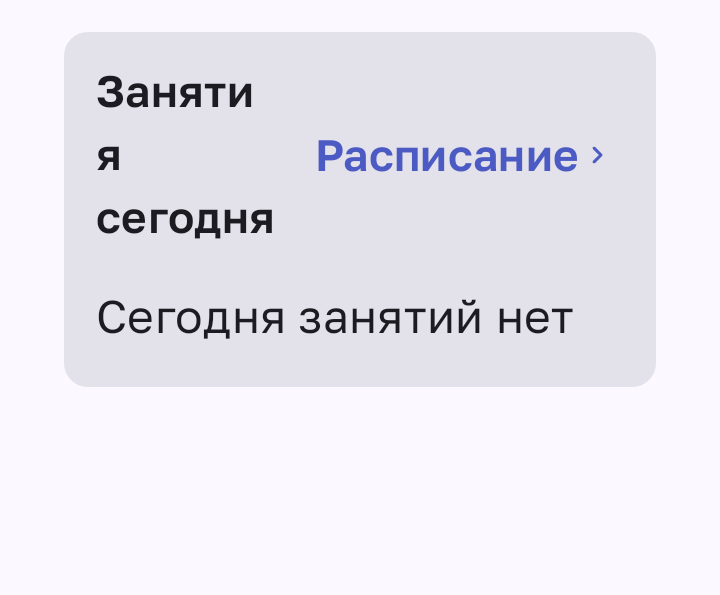 Заняти
я
сегодня
Расписание ›
Сегодня занятий нет